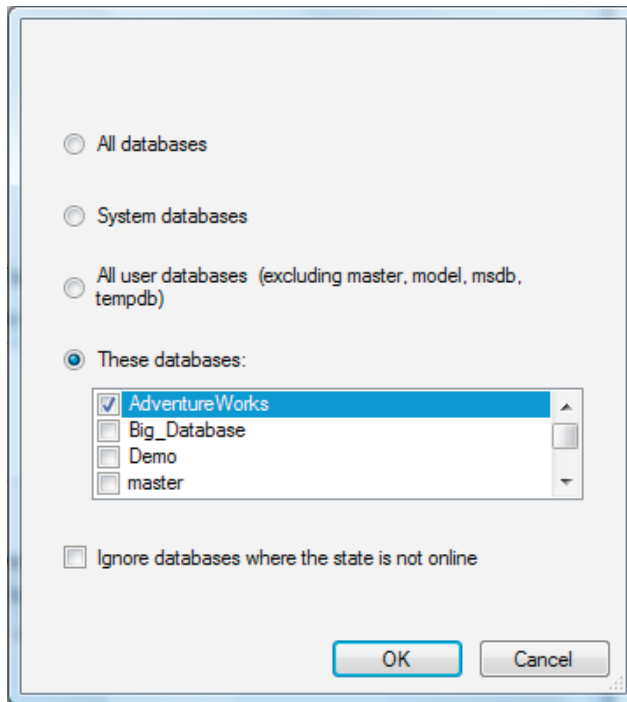 All databases
System databases
All user databases  (excluding master, model, msdb,
tempdb)
These databases:
AdventureWorks
Big_Database
Demo
master
Ignore databases where the state is not online
OK
Cancel